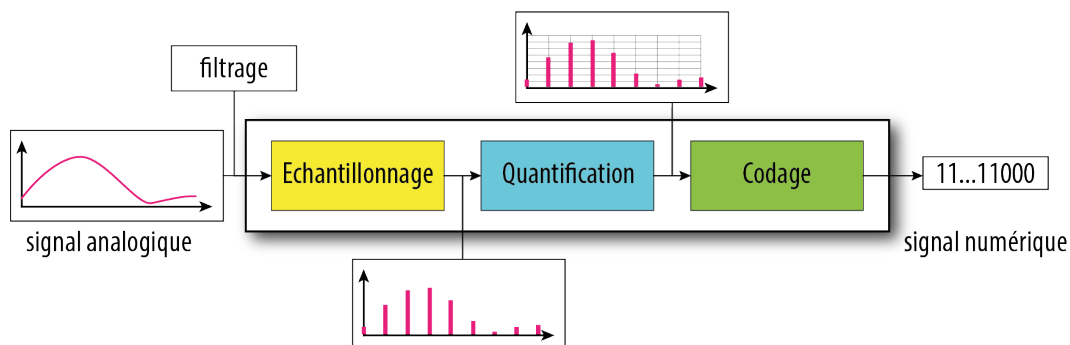 filtrage
Echantillonnage
Quantification
Codage
11...11000
signal analogique
signal numérique